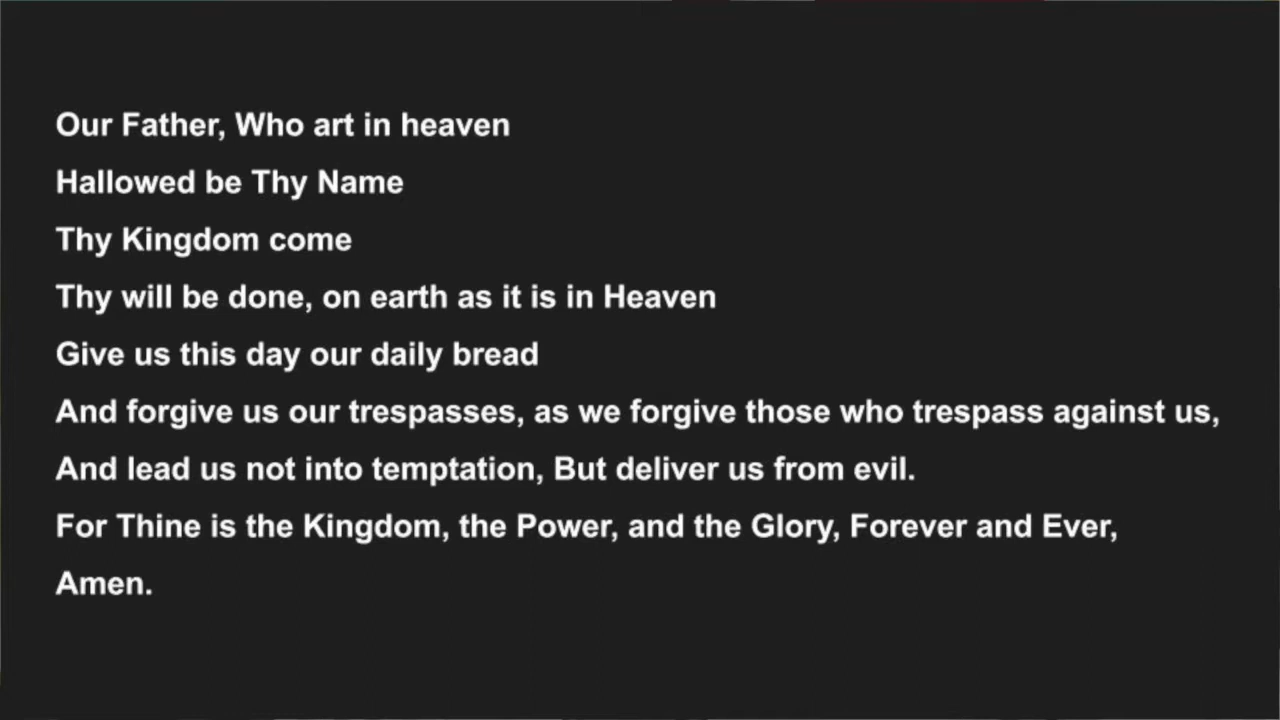 Our Father, Who art in heaven
Hallowed be Thy Name
Thy Kingdom come
Thy will be done, on earth as it is in Heaven
Give us this day our daily bread
And forgive us our trespasses, as we forgive those who trespass against us,
And lead us not into temptation, But deliver us from evil.
For Thine is the Kingdom, the Power, and the Glory, Forever and Ever,
Amen.